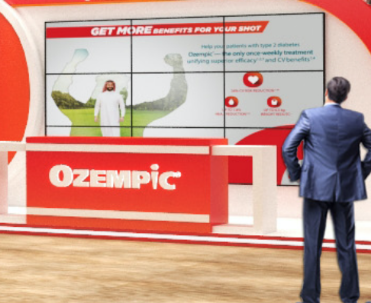 GET MORE BENEFITS FOR YOUR SHOT
Help your patients with type 2 diabetes
Ozempic®—the only once-weekly treatment
unifying superior efficacy and CV benefits
OZEMPIC